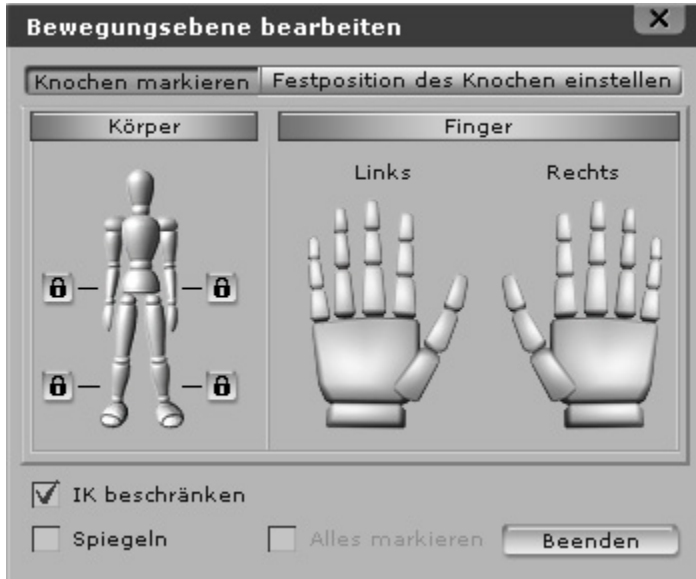 Bewegungsebene bearbeiten
Knochen markieren Festposition des Knochen einstellen
Körper Finger
Links Rechts
IK beschränken
Spiegeln Alles markieren Beenden